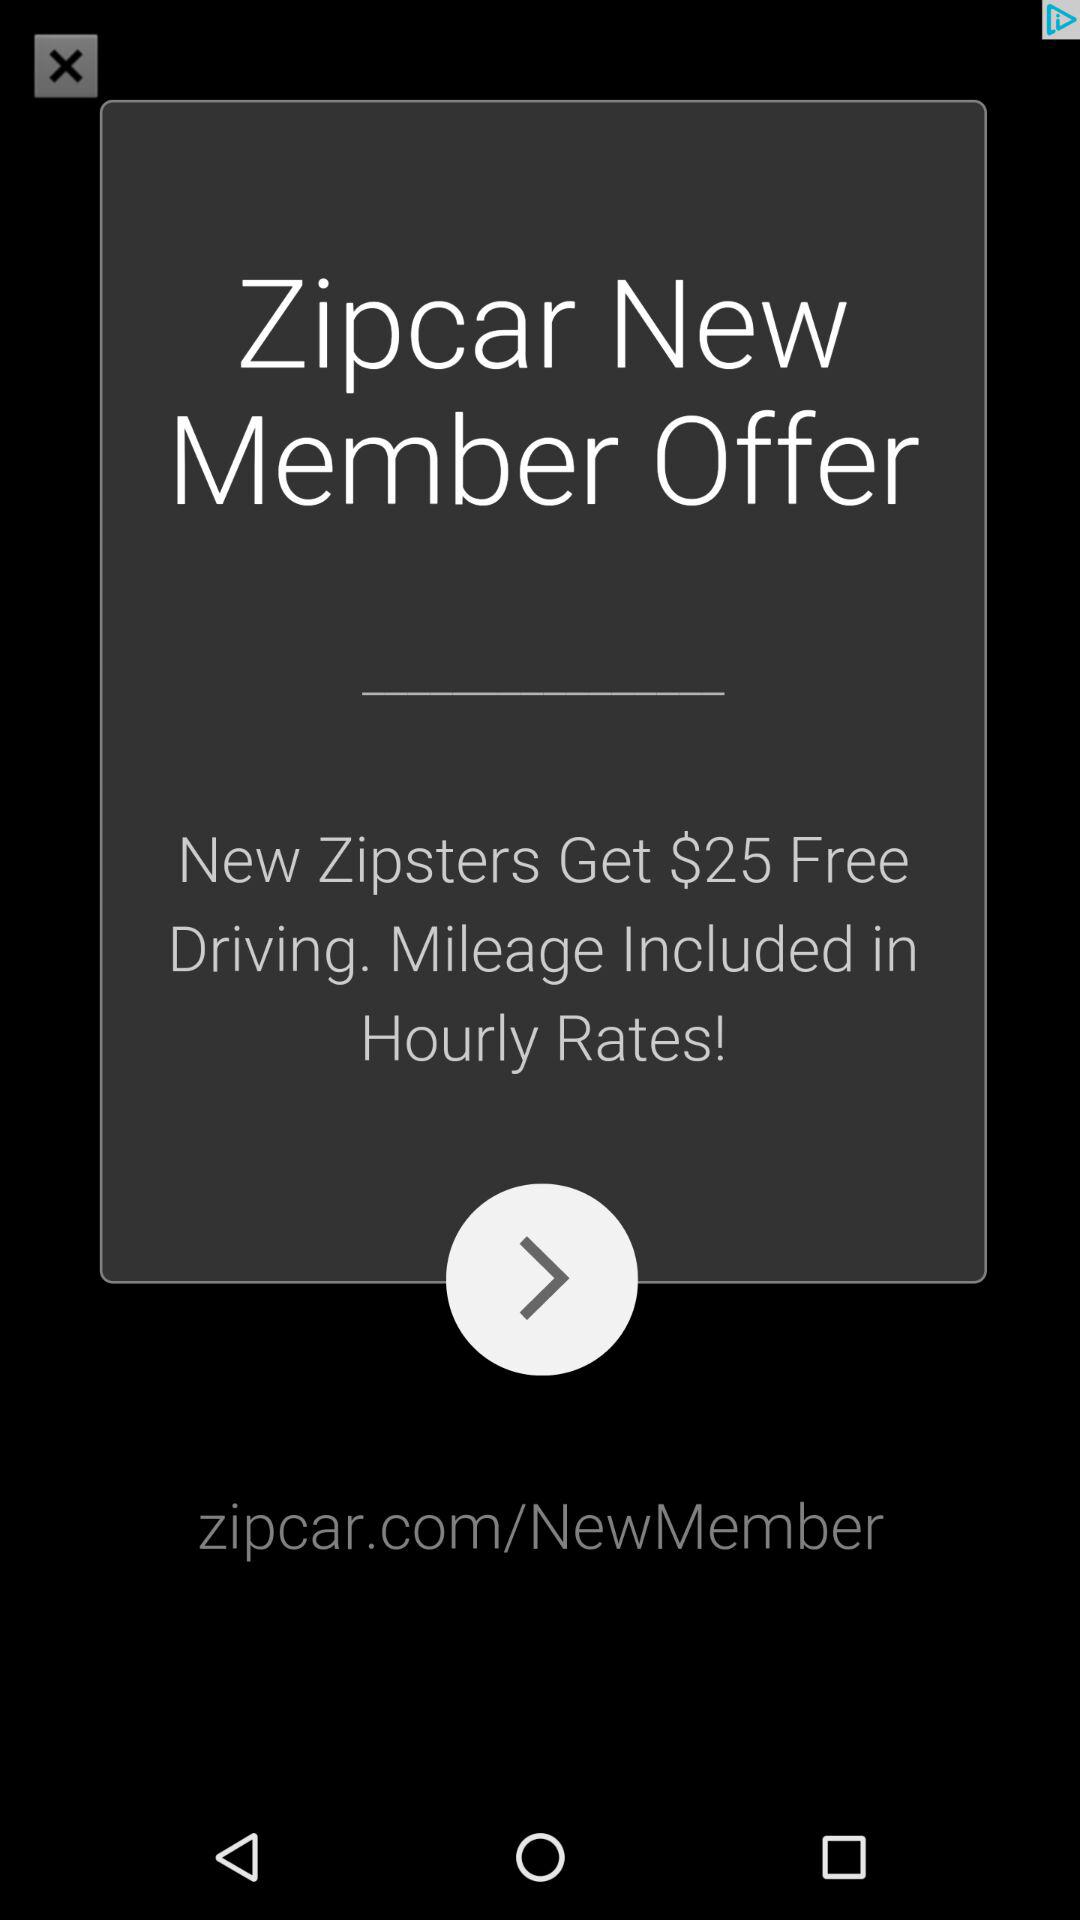 Zipcar New
Member Offer
New Zipsters Get $25 Free
Driving. Mileage Included in
Hourly Rates!
zipcar.com/NewMember